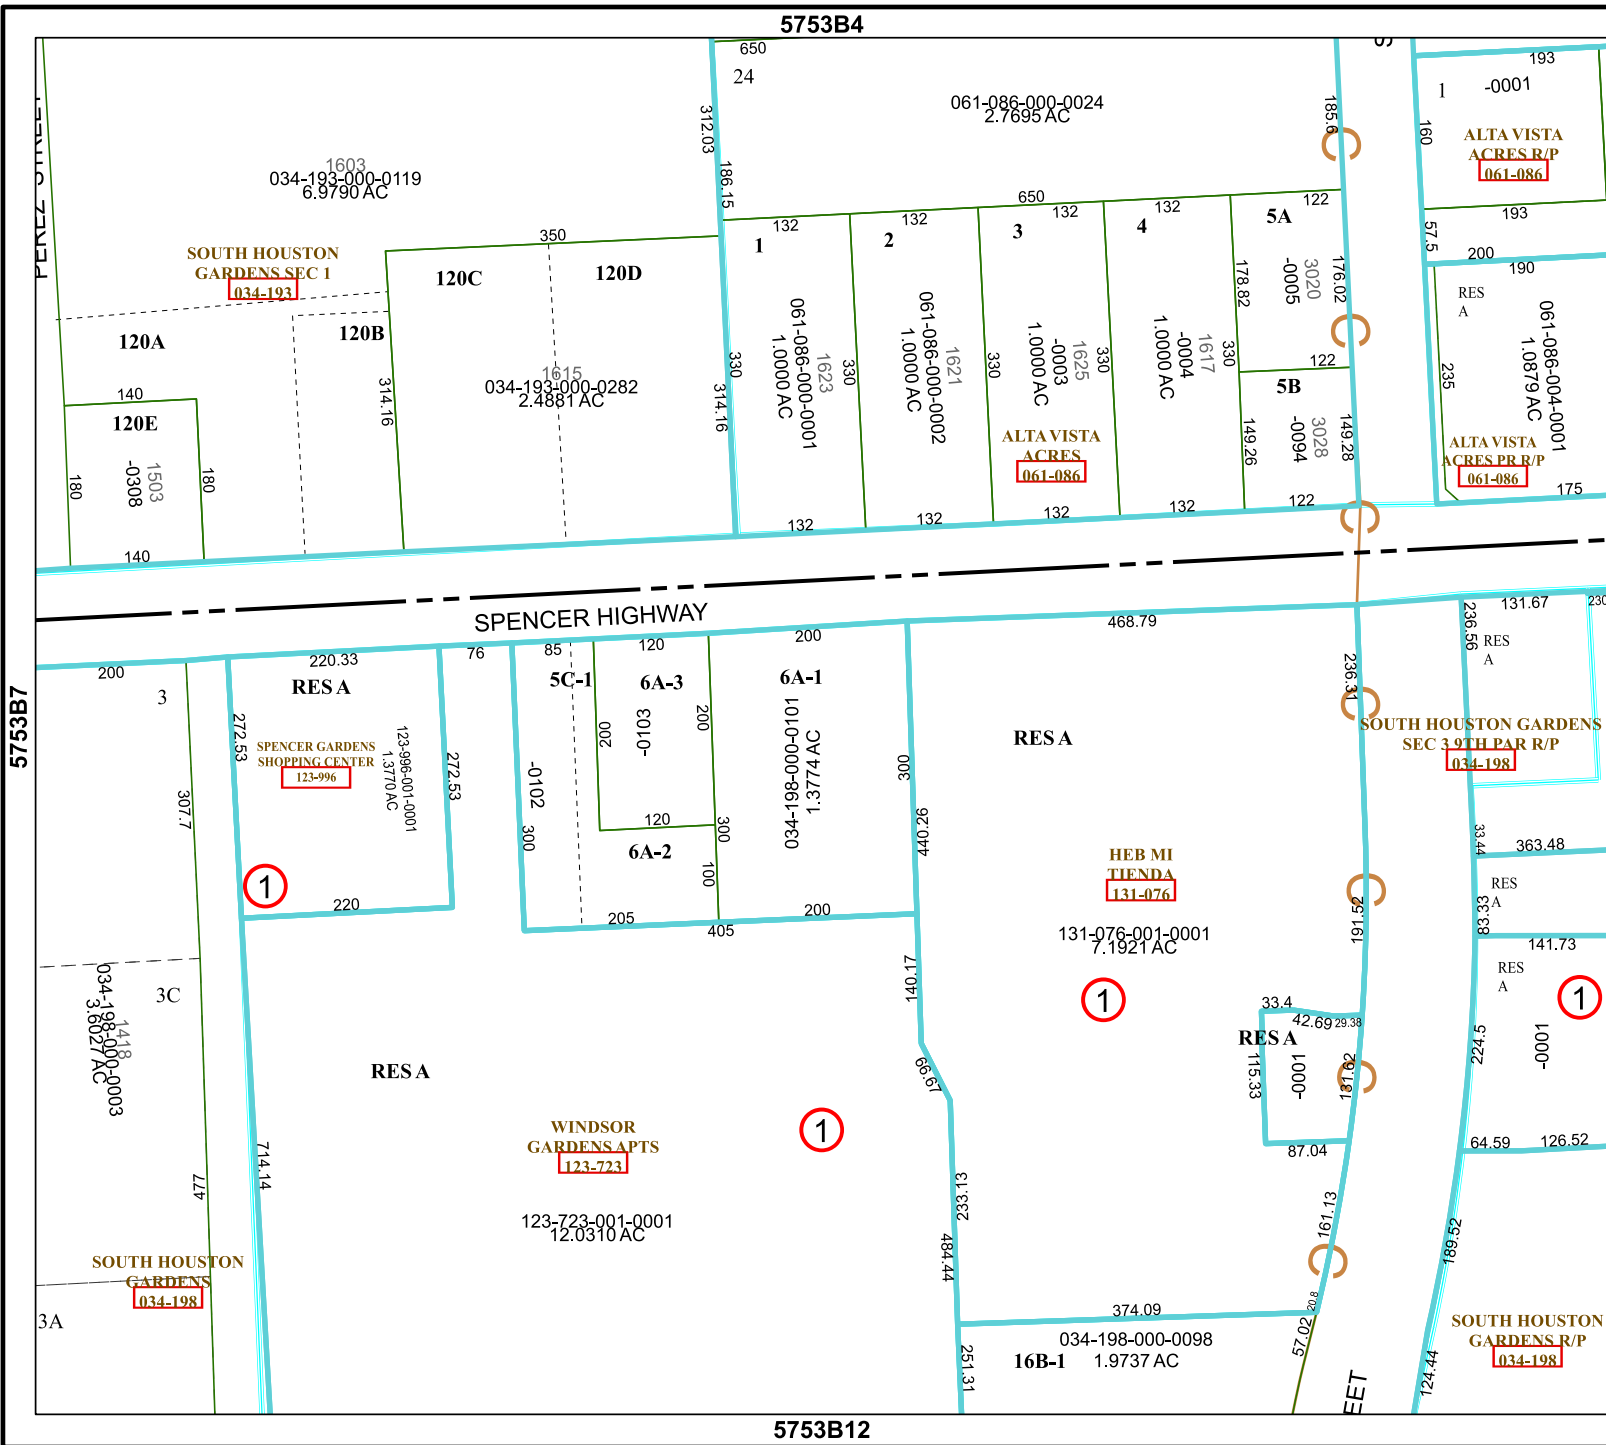 5753B4
650
24
061-086-000-0024
2.7695 AC
312.03
186.15
185.6
193
1
-0001
160
ALTA VISTA
ACRES R/P
061-086
193
57.5
200
190
1603
034-193-000-0119
6.9790 AC
SOUTH HOUSTON
GARDENS SEC 1
034-193
350
120C
120D
120A
120B
314.16
1615
034-193-000-0282
2.4881 AC
140
120E
1503
-0308
180
180
140
650
132
132
132
132
122
1
2
3
4
5A
330
314.16
1623
061-086-000-0001
1.0000 AC
330
1621
061-086-000-0002
1.0000 AC
330
1625
-0003
1.0000 AC
330
1617
-0004
1.0000 AC
330
178.82
3020
-0005
176.02
122
5B
149.26
3028
-0094
149.28
ALTA VISTA
ACRES
061-086
132
132
132
132
122
RES
A
235
061-086-004-0001
1.0879 AC
ALTA VISTA
ACRES PR R/P
061-086
175
SPENCER HIGHWAY
5753B7
200
220.33
76
85
120
200
468.79
131.67
230
3
RES A
272.53
SPENCER GARDENS
SHOPPING CENTER
123-996
123-996-001-0001
1.3770 AC
272.53
307.7
1
220
5C-1
6A-3
6A-1
-0102
300
200
-0103
200
034-198-000-0101
1.3774 AC
120
6A-2
300
100
205
200
405
300
440.26
RES A
236.31
236.56
RES
A
SOUTH HOUSTON GARDENS
SEC 3 9TH PAR R/P
034-198
HEB MI
TIENDA
131-076
131-076-001-0001
7.1921 AC
1
191.52
33.44
363.48
RES
A
83.33
141.73
RES
A
1
-0001
224.5
33.4
42.69
29.38
RES A
115.33
-0001
131.62
87.04
64.59
126.52
3C
1418
034-198-000-0003
3.6027 AC
477
714.14
RES A
WINDSOR
GARDENS APTS
123-723
1
123-723-001-0001
12.0310 AC
140.17
66.67
233.13
484.44
161.13
189.52
SOUTH HOUSTON
GARDENS
034-198
3A
374.09
20.8
57.02
034-198-000-0098
1.9737 AC
16B-1
251.31
SOUTH HOUSTON
GARDENS R/P
034-198
124.44
EET
5753B12